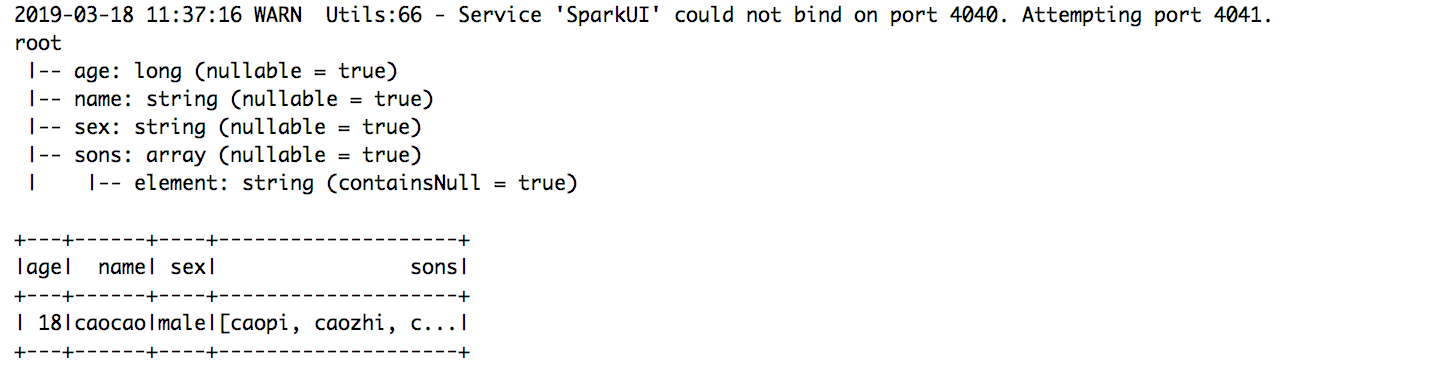 2019-03-18 11:37:16 WARN  Utils:66 - Service 'SparkUI' could not bind on port 4040. Attempting port 4041.
root
 |-- age: long (nullable = true)
 |-- name: string (nullable = true)
 |-- sex: string (nullable = true)
 |-- sons: array (nullable = true)
 |    |-- element: string (containsNull = true)

+---+------+----+--------------------+
|age|  name| sex|                sons|
+---+------+----+--------------------+
| 18|caocao|male|[caopi, caozhi, c...|
+---+------+----+--------------------+